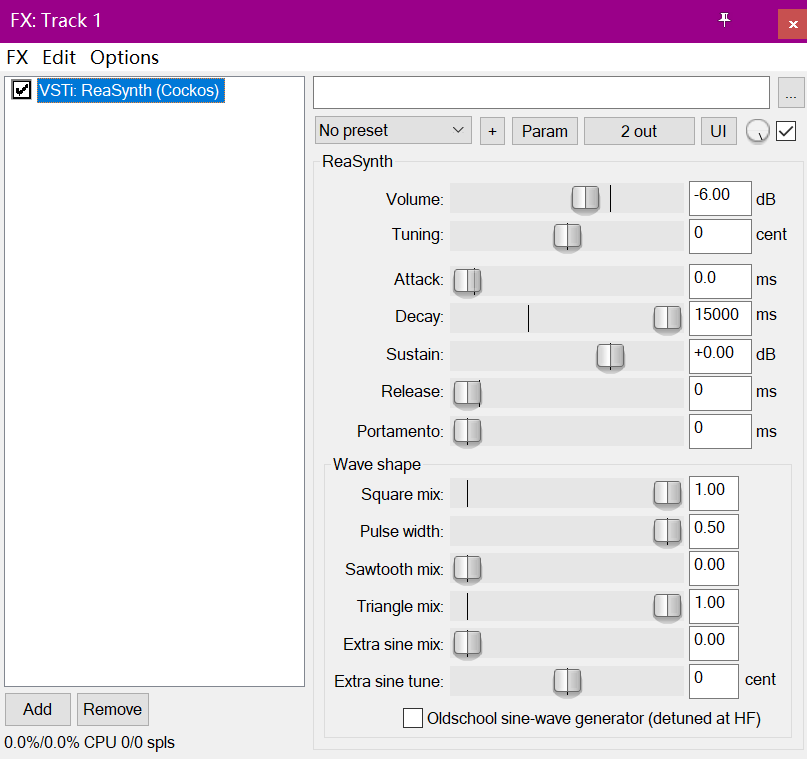 FX: Track 1
FX Edit Options
VSTi: ReaSynth (Cockos)
...
No preset + Param 2 out UI
ReaSynth
Volume: -6.00 dB
Tuning: 0 cent
Attack: 0.0 ms
Decay: 15000 ms
Sustain: +0.00 dB
Release: 0 ms
Portamento: 0 ms
Wave shape
Square mix: 1.00
Pulse width: 0.50
Sawtooth mix: 0.00
Triangle mix: 1.00
Extra sine mix: 0.00
Extra sine tune: 0 cent
Oldschool sine-wave generator (detuned at HF)
Add Remove
0.0%/0.0% CPU 0/0 spls